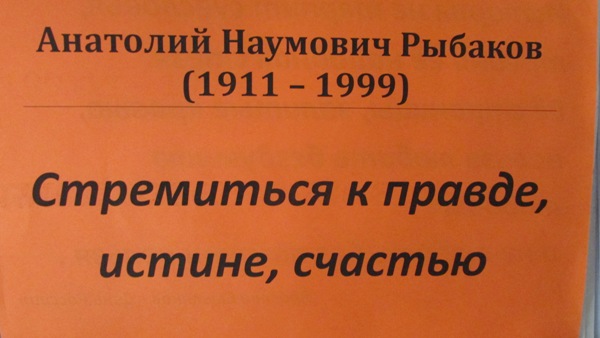 Анатолий Наумович Рыбаков
(1911 – 1999)
Стремиться к правде,
истине, счастью